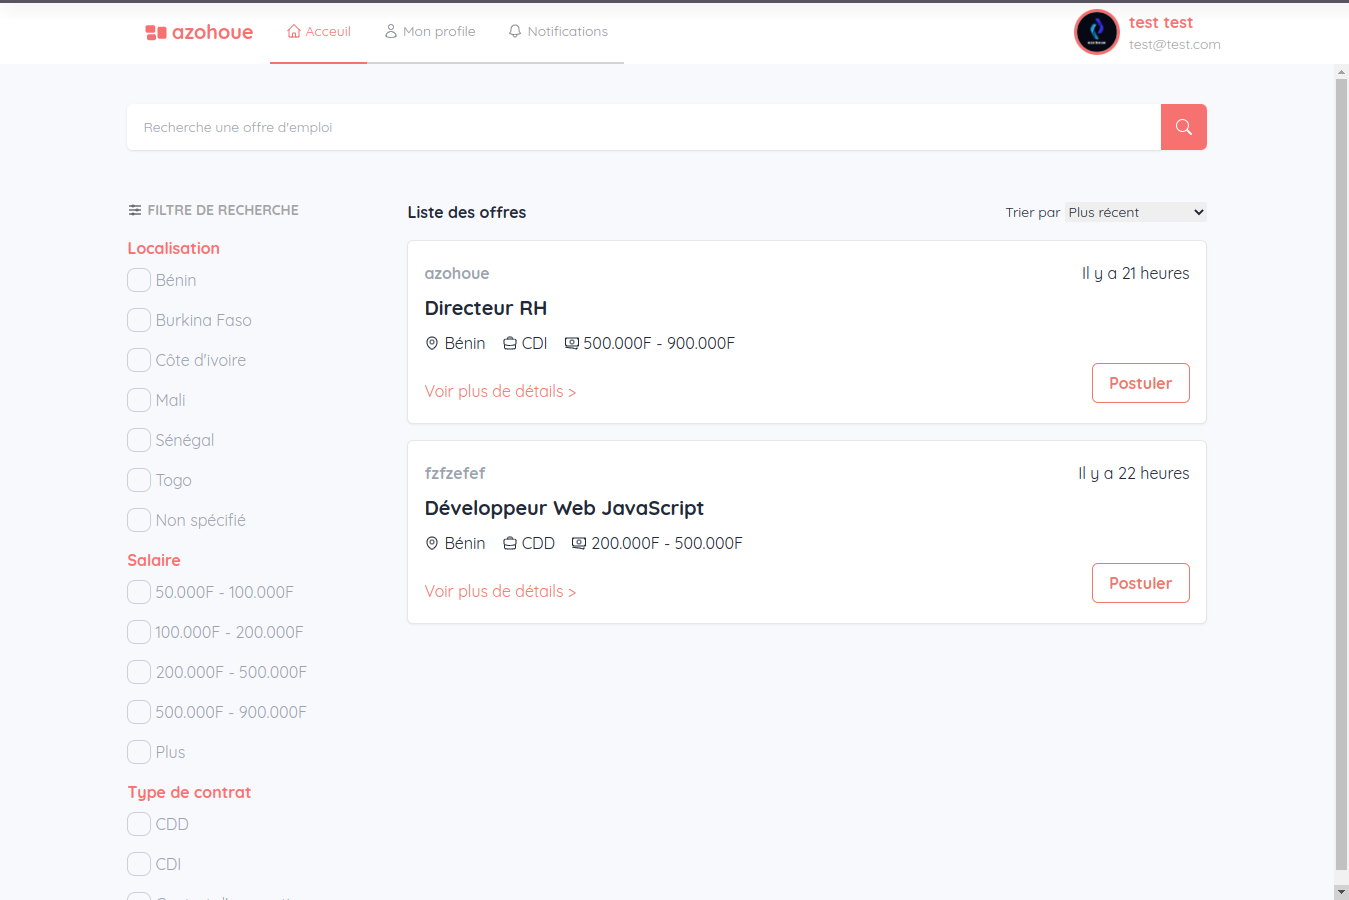 azohoue
Acceuil
Mon profile
Notifications
test test
test@test.com
Recherche une offre d'emploi
FILTRE DE RECHERCHE
Localisation
Bénin
Burkina Faso
Côte d'ivoire
Mali
Sénégal
Togo
Non spécifié
Salaire
50.000F - 100.000F
100.000F - 200.000F
200.000F - 500.000F
500.000F - 900.000F
Plus
Type de contrat
CDD
CDI
Liste des offres
Trier par Plus récent
azohoue
Il y a 21 heures
Directeur RH
Bénin CDI 500.000F - 900.000F
Voir plus de détails >
Postuler
fzfzefef
Il y a 22 heures
Développeur Web JavaScript
Bénin CDD 200.000F - 500.000F
Voir plus de détails >
Postuler